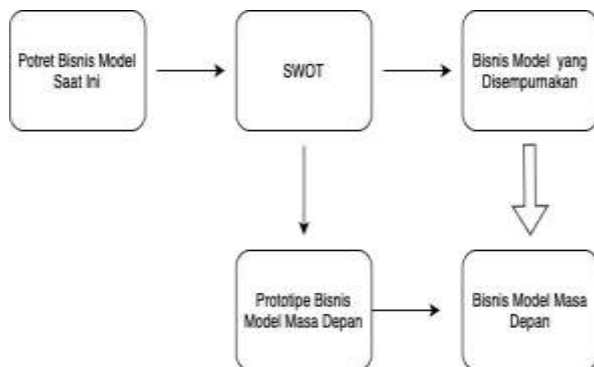 Potret Bisnis Model
Saat Ini
SWOT
Bisnis Model yang
Disempurnakan
Prototipe Bisnis
Model Masa Depan
Bisnis Model Masa
Depan